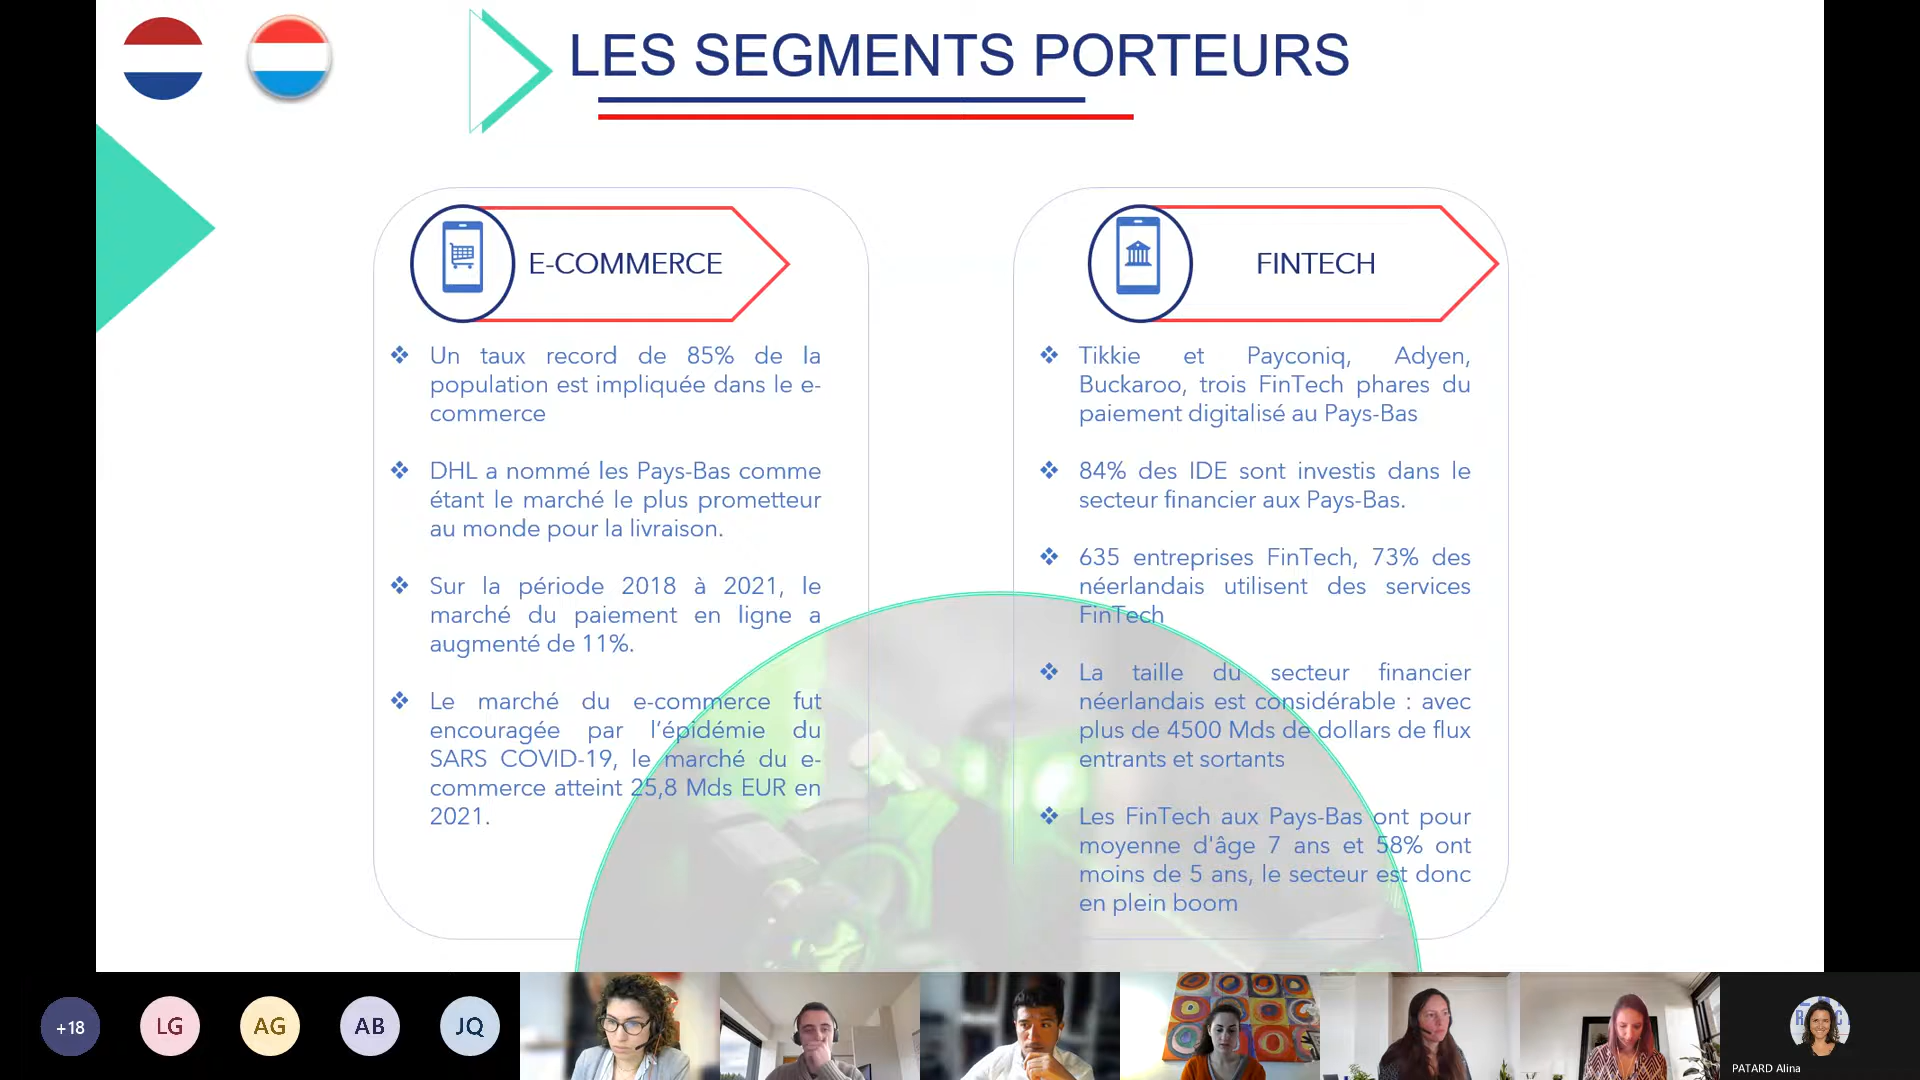 LES SEGMENTS PORTEURS
E-COMMERCE
Un taux record de 85% de la
population est impliquée dans le e-
commerce
DHL a nommé les Pays-Bas comme
étant le marché le plus prometteur
au monde pour la livraison.
Sur la période 2018 à 2021, le
marché du paiement en ligne a
augmenté de 11%.
Le marché du e-commerce fut
encouragée par l'épidémie du
SARS COVID-19, le marché du e-
commerce atteint 25,8 Mds EUR en
2021.
FINTECH
Tikkie et Payconiq, Adyen,
Buckaroo, trois FinTech phares du
paiement digitalisé au Pays-Bas
84% des IDE sont investis dans le
secteur financier aux Pays-Bas.
635 entreprises FinTech, 73% des
néerlandais utilisent des services
FinTech
La taille du secteur financier
néerlandais est considérable : avec
plus de 4500 Mds de dollars de flux
entrants et sortants
Les FinTech aux Pays-Bas ont pour
moyenne d'âge 7 ans et 58% ont
moins de 5 ans, le secteur est donc
en plein boom
+18
LG
AG
AB
JQ
PATARD Alina